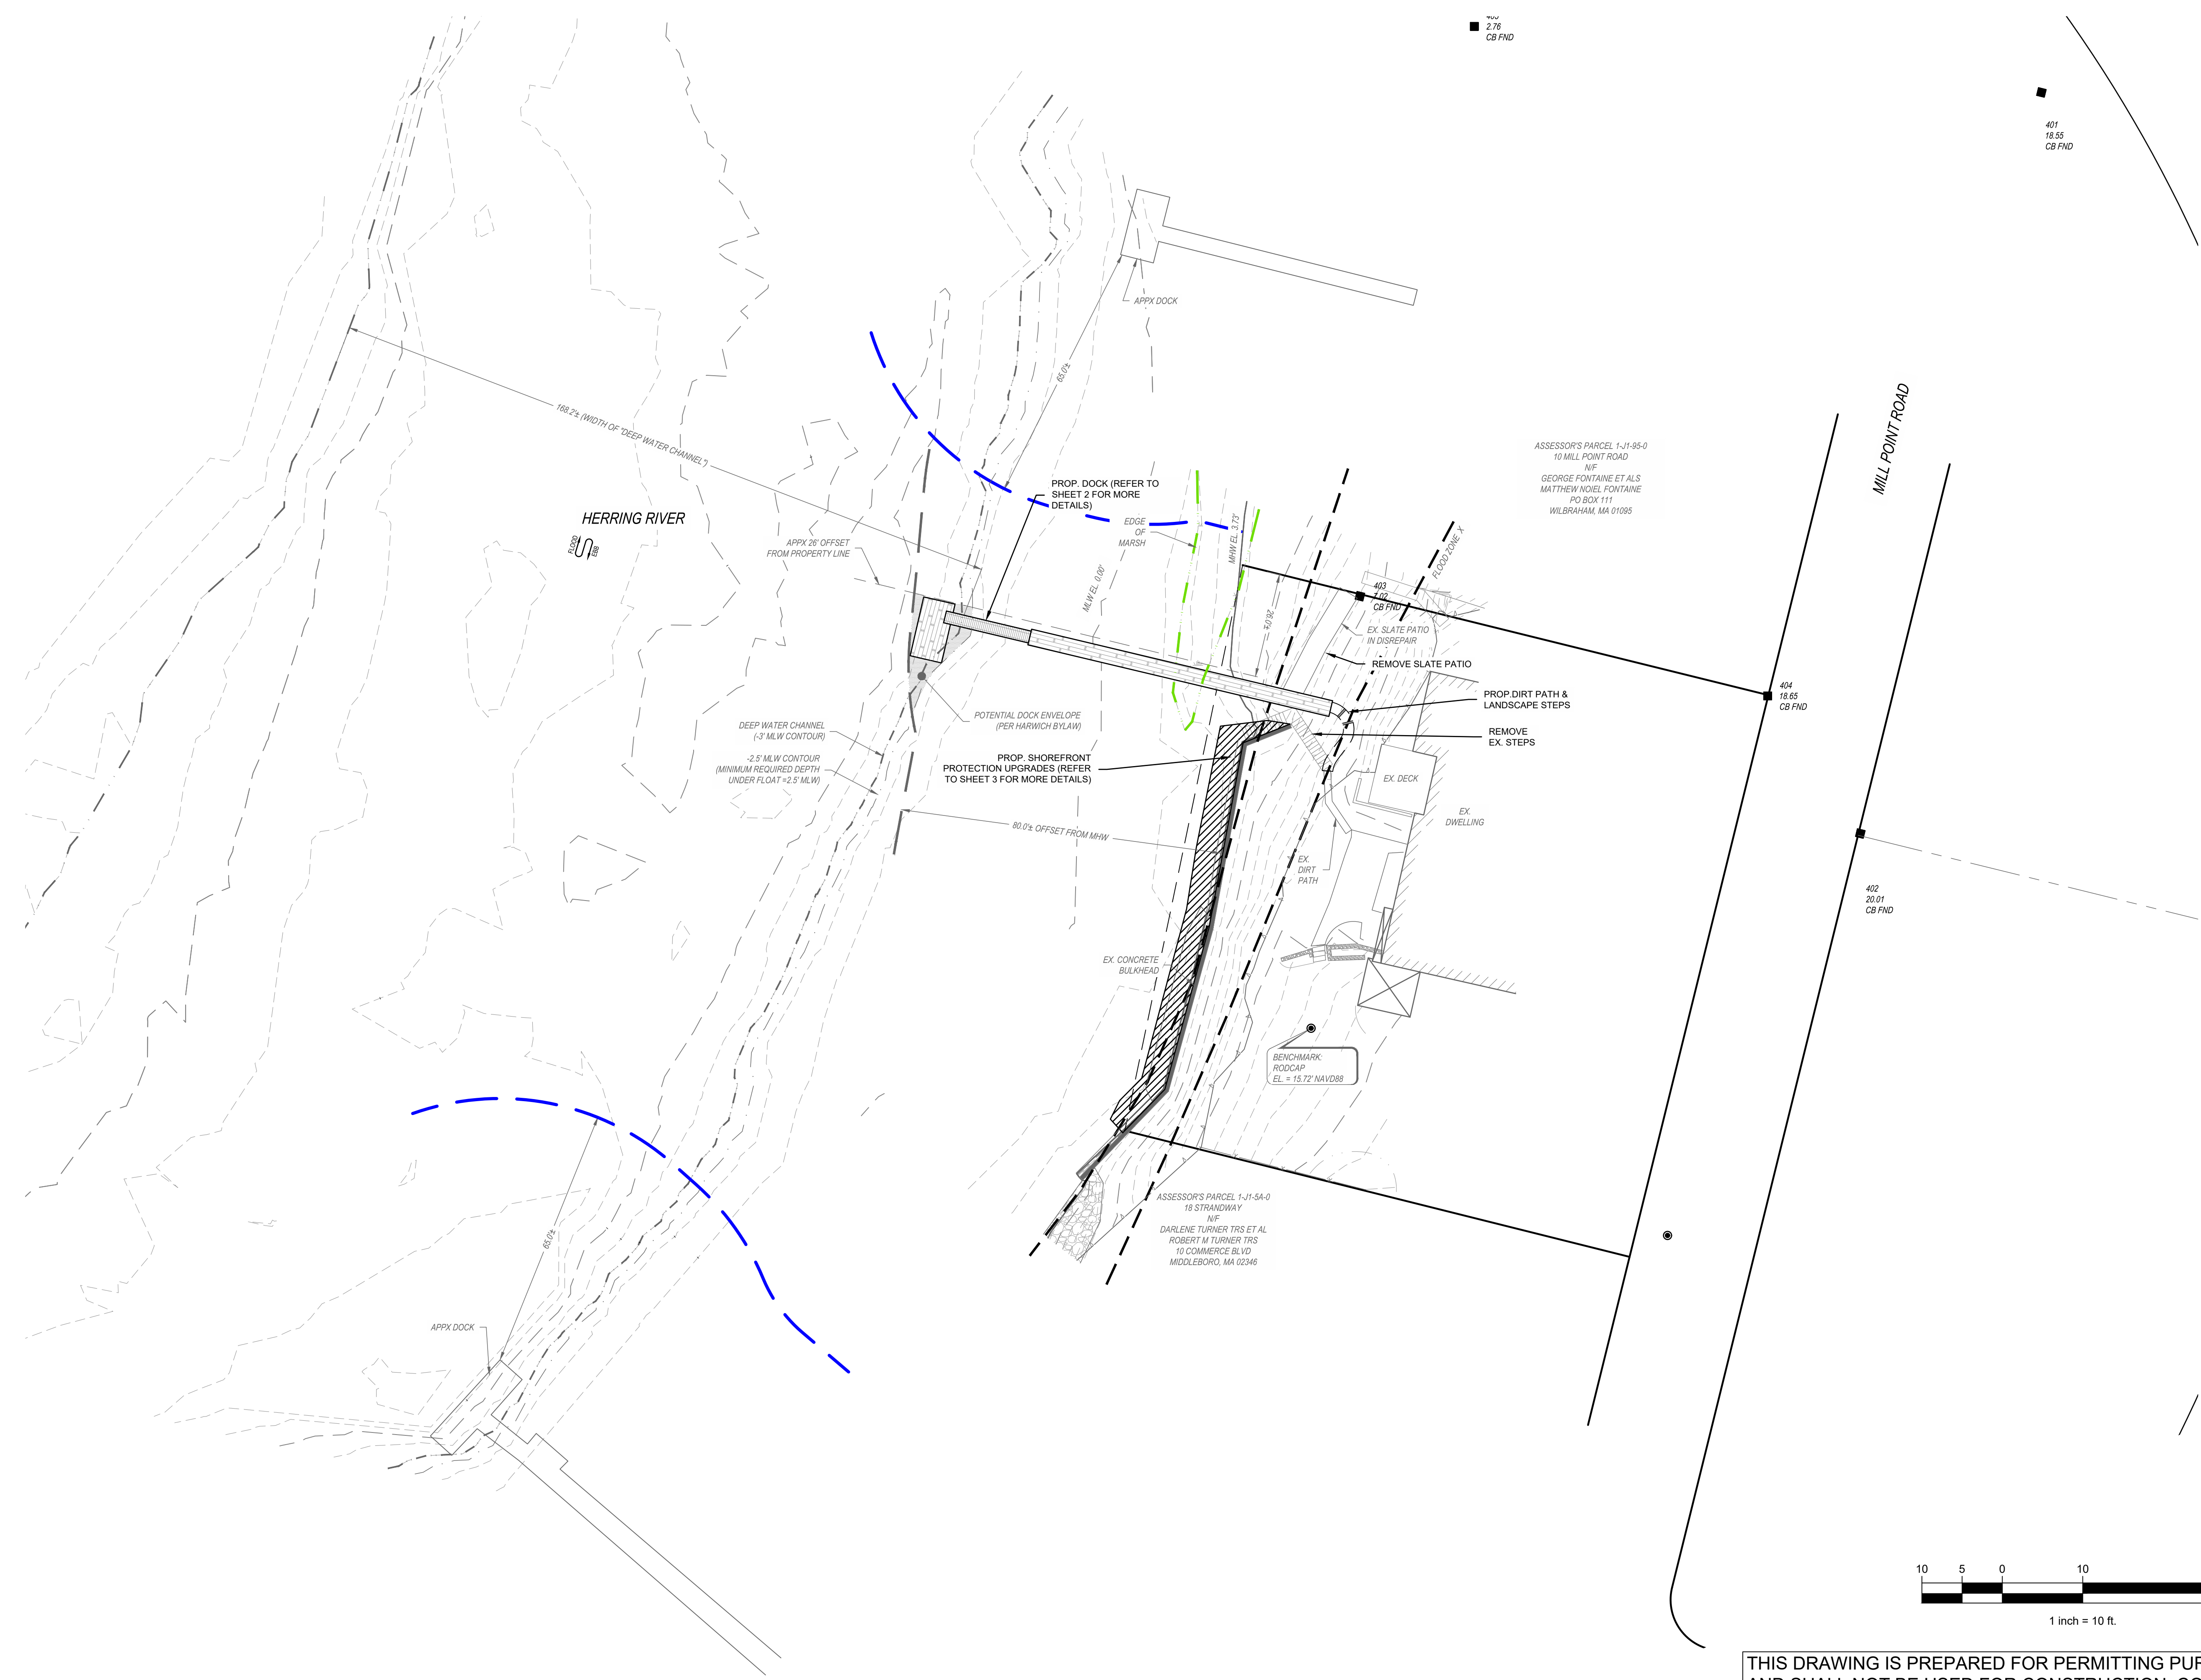 2.76
CB FND
401
18.55
CB FND
APPX DOCK
65.0'±
168.2'± (WIDTH OF "DEEP WATER CHANNEL")
MILL POINT ROAD
ASSESSOR'S PARCEL 1-J1-95-0
10 MILL POINT ROAD
N/F
GEORGE FONTAINE ET ALS
MATTHEW NOIEL FONTAINE
PO BOX 111
WILBRAHAM, MA 01095
PROP. DOCK (REFER TO
SHEET 2 FOR MORE
DETAILS)
HERRING RIVER
FLOOD
EBB
EDGE
OF
MARSH
MHW EL. 3.73'
FLOOD ZONE X
APPX 26' OFFSET
FROM PROPERTY LINE
MLW EL. 0.00'
403
7.02
CB FND
26.0'±
EX. SLATE PATIO
IN DISREPAIR
REMOVE SLATE PATIO
404
18.65
CB FND
PROP.DIRT PATH &
LANDSCAPE STEPS
POTENTIAL DOCK ENVELOPE
(PER HARWICH BYLAW)
DEEP WATER CHANNEL
(-3' MLW CONTOUR)
REMOVE
EX. STEPS
-2.5' MLW CONTOUR
(MINIMUM REQUIRED DEPTH
UNDER FLOAT =2.5' MLW)
PROP. SHOREFRONT
PROTECTION UPGRADES (REFER
TO SHEET 3 FOR MORE DETAILS)
EX. DECK
EX.
DWELLING
80.0'± OFFSET FROM MHW
EX.
DIRT
PATH
402
20.01
CB FND
EX. CONCRETE
BULKHEAD
BENCHMARK:
RODCAP
EL. = 15.72' NAVD88
ASSESSOR'S PARCEL 1-J1-5A-0
18 STRANDWAY
N/F
DARLENE TURNER TRS ET AL
ROBERT M TURNER TRS
10 COMMERCE BLVD
MIDDLEBORO, MA 02346
65.0'±
APPX DOCK
10 5 0 10
1 inch = 10 ft.
THIS DRAWING IS PREPARED FOR PERMITTING